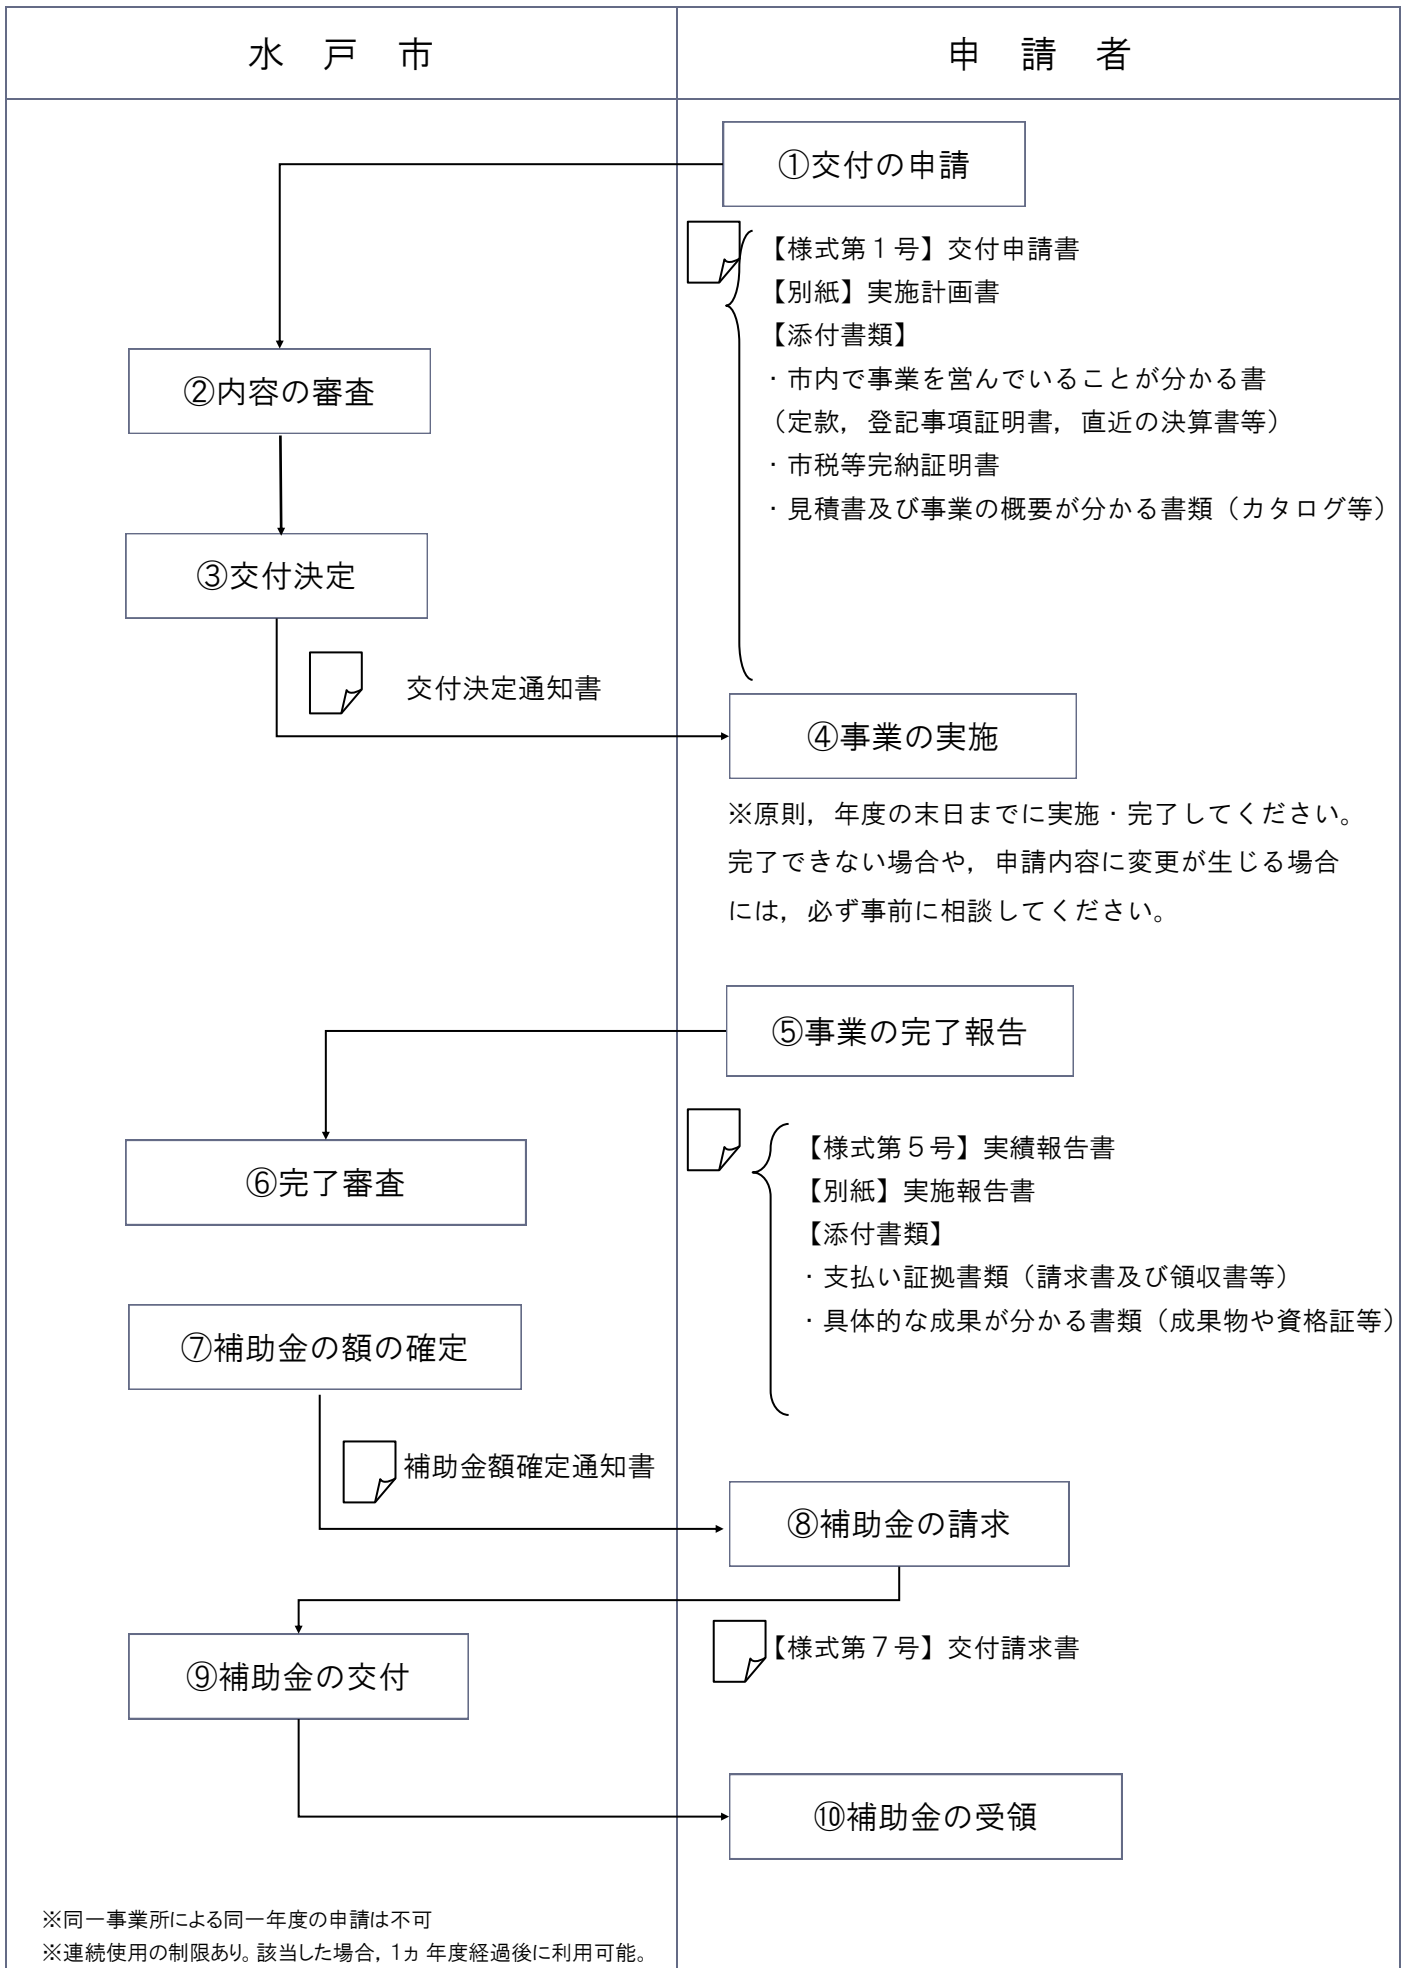 水　戸　市
申　請　者
①交付の申請
【様式第１号】交付申請書
【別紙】実施計画書
【添付書類】
・市内で事業を営んでいることが分かる書
（定款，登記事項証明書，直近の決算書等）
・市税等完納証明書
・見積書及び事業の概要が分かる書類（カタログ等）
②内容の審査
③交付決定
交付決定通知書
④事業の実施
※原則，年度の末日までに実施・完了してください。
完了できない場合や，申請内容に変更が生じる場合
には，必ず事前に相談してください。
⑤事業の完了報告
【様式第５号】実績報告書
【別紙】実施報告書
【添付書類】
・支払い証拠書類（請求書及び領収書等）
・具体的な成果が分かる書類（成果物や資格証等）
⑥完了審査
⑦補助金の額の確定
補助金額確定通知書
⑧補助金の請求
【様式第７号】交付請求書
⑨補助金の交付
⑩補助金の受領
※同一事業所による同一年度の申請は不可
※連続使用の制限あり。該当した場合，1ヵ年度経過後に利用可能。